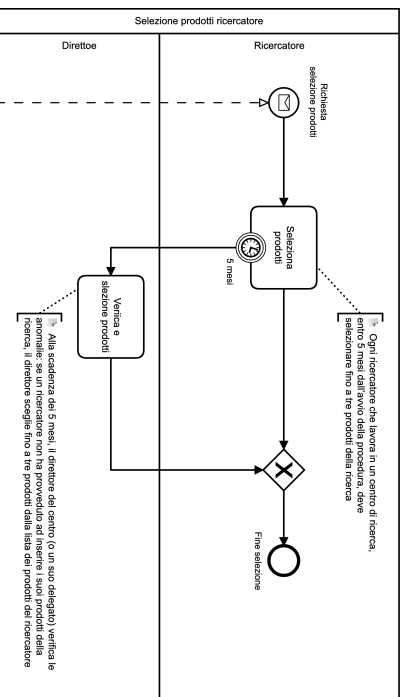 Selezione prodotti ricercatore
Direttoe
Ricercatore
Richiesta
selezione prodotti
Seleziona
prodotti
5 mesi
Ogni ricercatore che lavora in un centro di ricerca,
entro 5 mesi dall'avvio della procedura, deve
selezionare fino a tre prodotti della ricerca
Veriica e
slezione prodotti
Alla scadenza dei 5 mesi, il direttore del centro (o un suo delegato) verifica le
anomalie: se un ricercatore non ha provveduto ad inserire i suoi prodotti della
ricerca, il direttore sceglie fino a tre prodotti dalla lista dei prodotti del ricercatore
Fine selezione